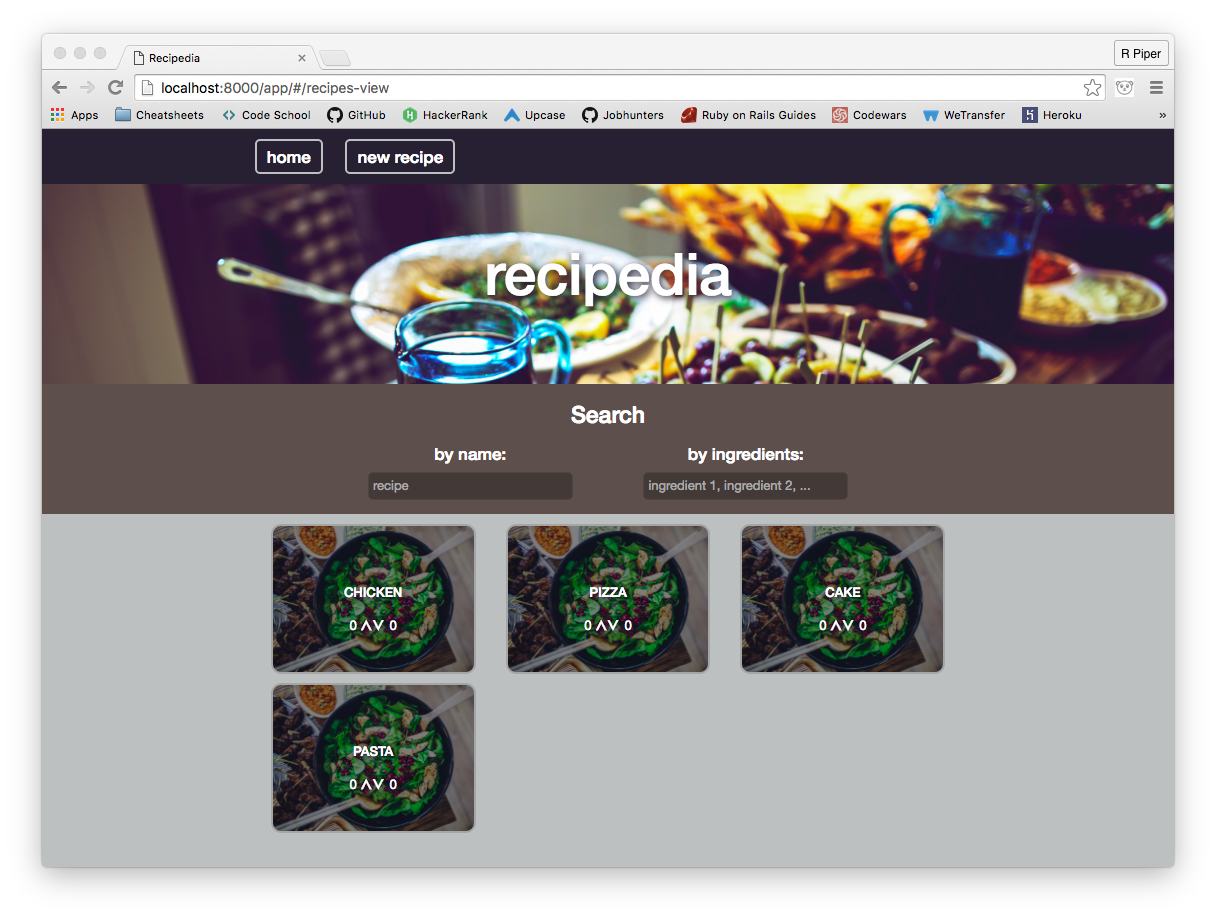 Recipedia
R Piper
localhost:8000/app/#/recipes-view
Apps Cheatsheets Code School GitHub HackerRank Upcase Jobhunters Ruby on Rails Guides Codewars WeTransfer Heroku »
home new recipe
recipedia
Search
by name: by ingredients:
recipe ingredient 1, ingredient 2, ...
CHICKEN PIZZA CAKE
0 0 0 0 0 0
PASTA
0 0